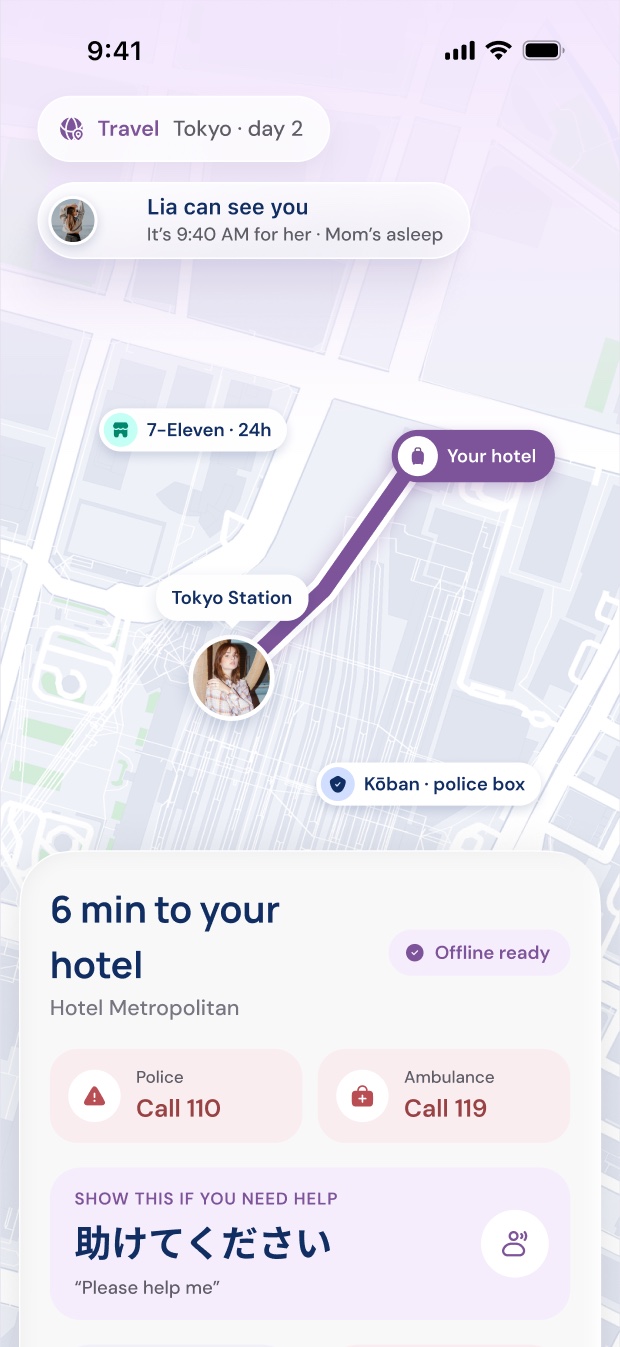 9:41
Travel Tokyo · day 2
Lia can see you
It’s 9:40 AM for her · Mom’s asleep
7-Eleven · 24h
Your hotel
Tokyo Station
Kōban · police box
6 min to your
hotel
Offline ready
Hotel Metropolitan
Police
Call 110
Ambulance
Call 119
SHOW THIS IF YOU NEED HELP
助けてください
“Please help me”